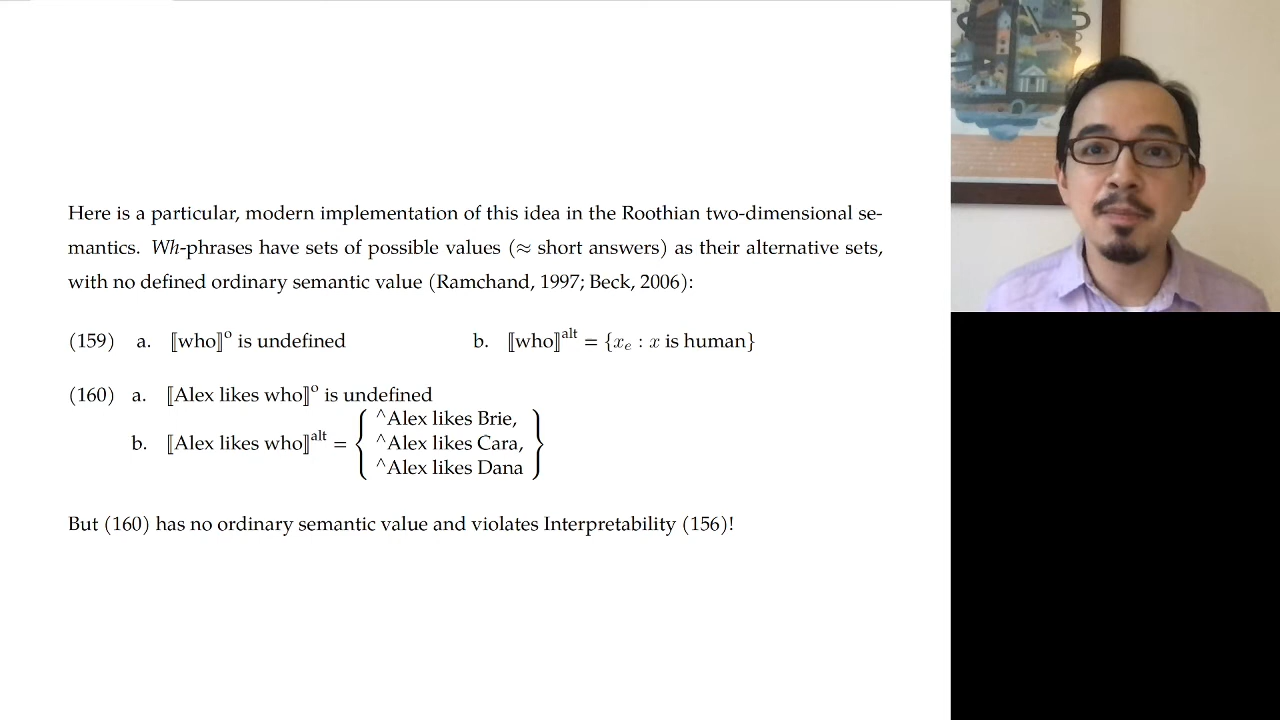 Here is a particular, modern implementation of this idea in the Roothian two-dimensional se-
mantics. Wh-phrases have sets of possible values (≈ short answers) as their alternative sets,
with no defined ordinary semantic value (Ramchand, 1997; Beck, 2006):
(159) a. ⟦who⟧ᵒ is undefined b. ⟦who⟧ᵃˡᵗ = {xₑ : x is human}
(160) a. ⟦Alex likes who⟧ᵒ is undefined
b. ⟦Alex likes who⟧ᵃˡᵗ = { ^Alex likes Brie,
^Alex likes Cara,
^Alex likes Dana }
But (160) has no ordinary semantic value and violates Interpretability (156)!